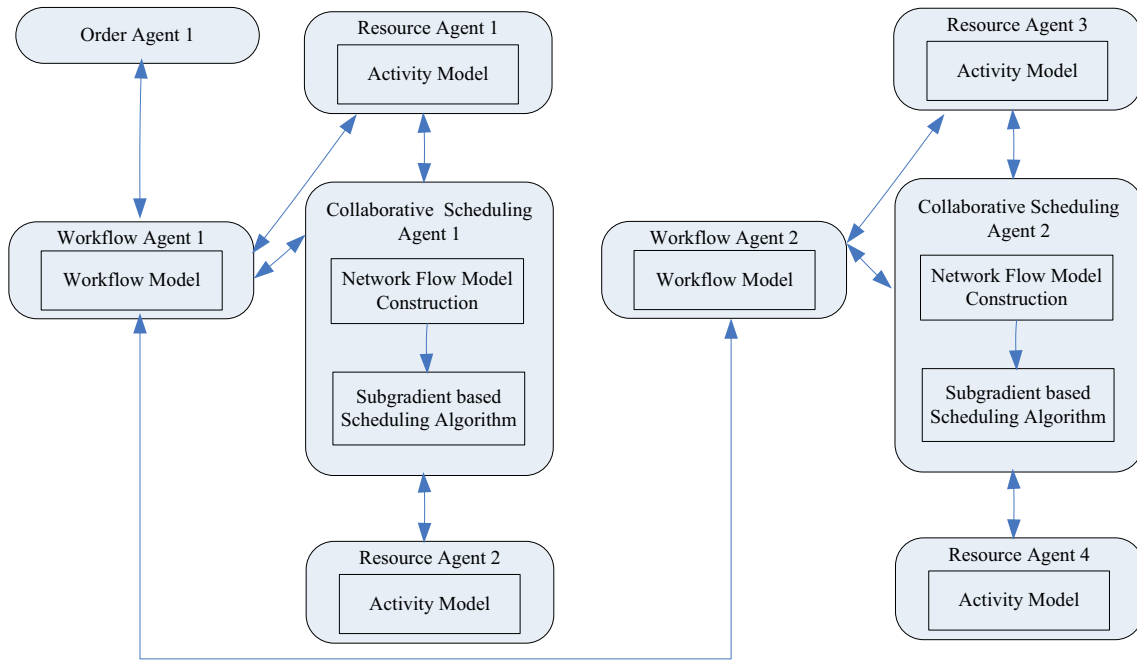 Order Agent 1
Resource Agent 1
Activity Model
Resource Agent 3
Activity Model
Workflow Agent 1
Workflow Model
Collaborative Scheduling
Agent 1
Network Flow Model
Construction
Subgradient based
Scheduling Algorithm
Workflow Agent 2
Workflow Model
Collaborative Scheduling
Agent 2
Network Flow Model
Construction
Subgradient based
Scheduling Algorithm
Resource Agent 2
Activity Model
Resource Agent 4
Activity Model